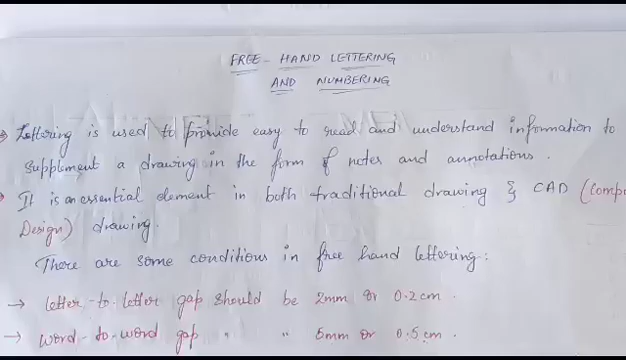 FREE-HAND LETTERING
AND NUMBERING
→ Lettering is used to provide easy to read and understand information to
supplement a drawing in the form of notes and annotations.
→ It is an essential element in both traditional drawing & CAD (Comp
Design) drawing.
There are some conditions in free hand lettering:
→ letter-to-letter gap should be 2mm or 0.2cm.
→ word-to-word gap " " 5mm or 0.5cm.